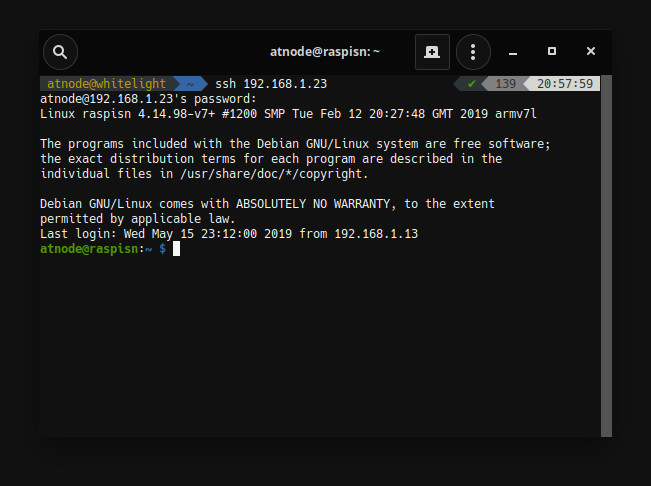 atnode@raspisn: ~
atnode@whitelight ~ ssh 192.168.1.23 ✔ 139 20:57:59
atnode@192.168.1.23's password:
Linux raspisn 4.14.98-v7+ #1200 SMP Tue Feb 12 20:27:48 GMT 2019 armv7l
The programs included with the Debian GNU/Linux system are free software;
the exact distribution terms for each program are described in the
individual files in /usr/share/doc/*/copyright.
Debian GNU/Linux comes with ABSOLUTELY NO WARRANTY, to the extent
permitted by applicable law.
Last login: Wed May 15 23:12:00 2019 from 192.168.1.13
atnode@raspisn:~ $